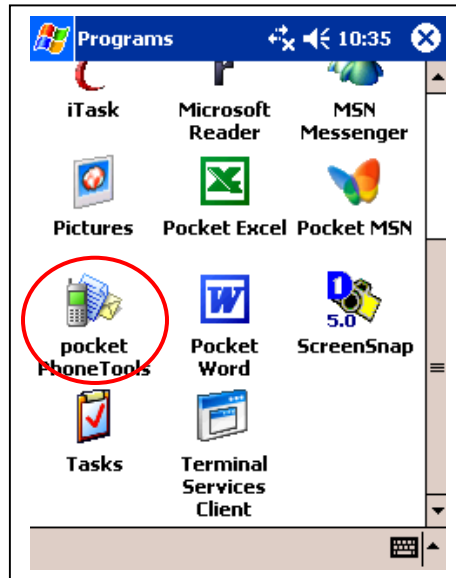 Programs 10:35
iTask Microsoft MSN
Reader Messenger
Pictures Pocket Excel Pocket MSN
W D
5.0
pocket Pocket ScreenSnap
PhoneTools Word
Tasks Terminal
Services
Client